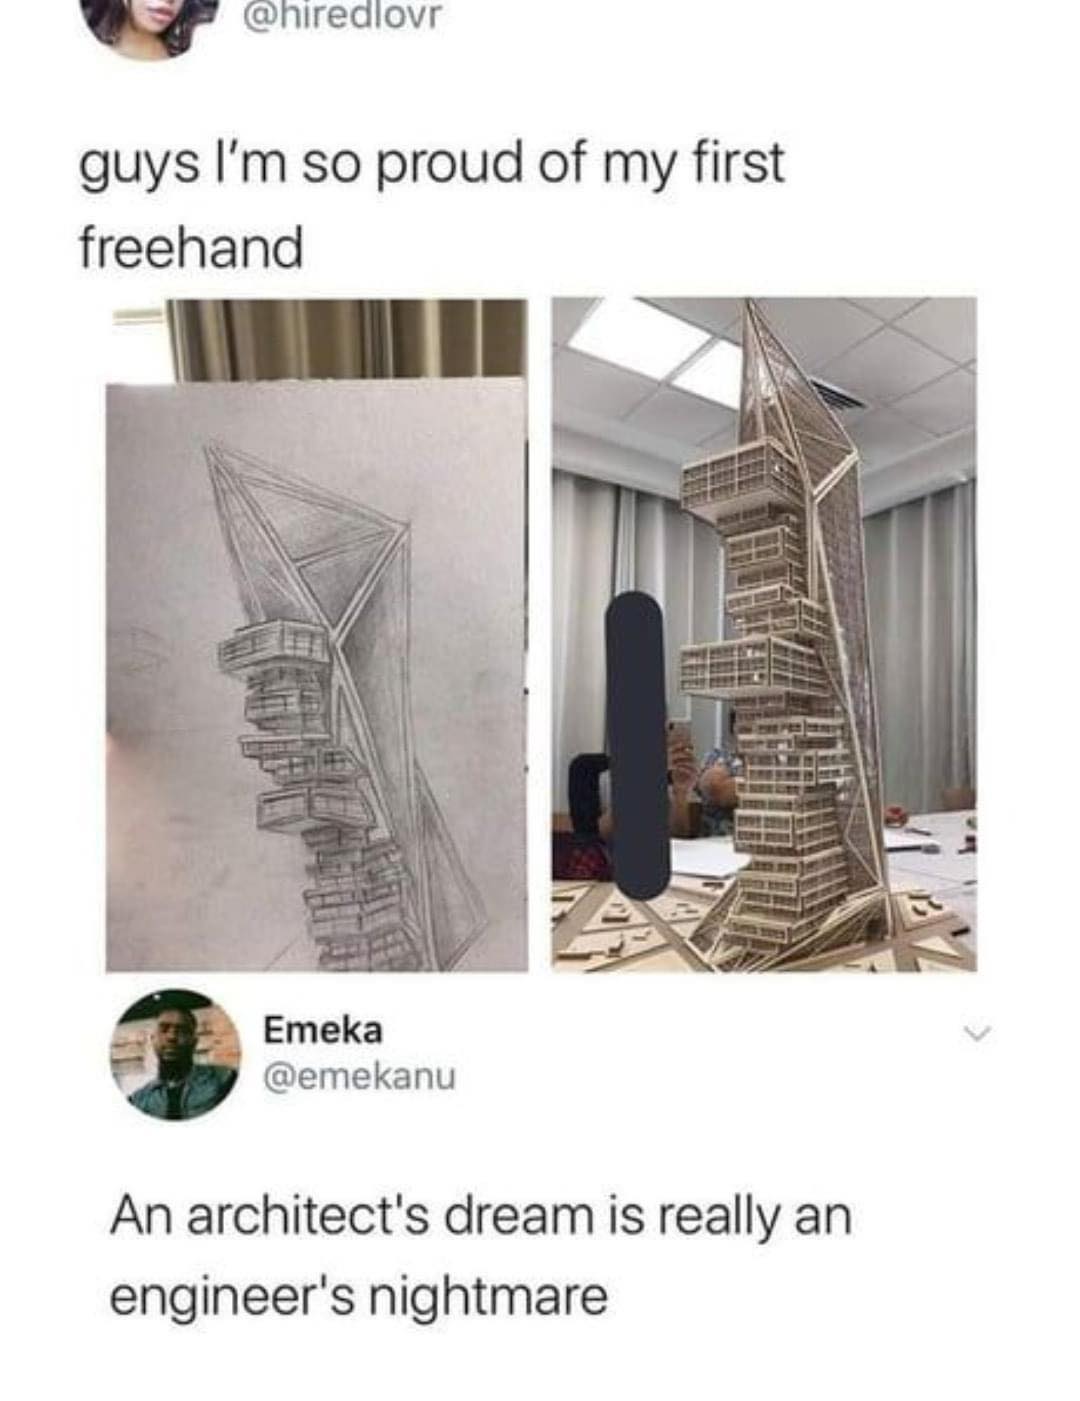 @hiredlovr
guys I'm so proud of my first
freehand
Emeka
@emekanu
An architect's dream is really an
engineer's nightmare